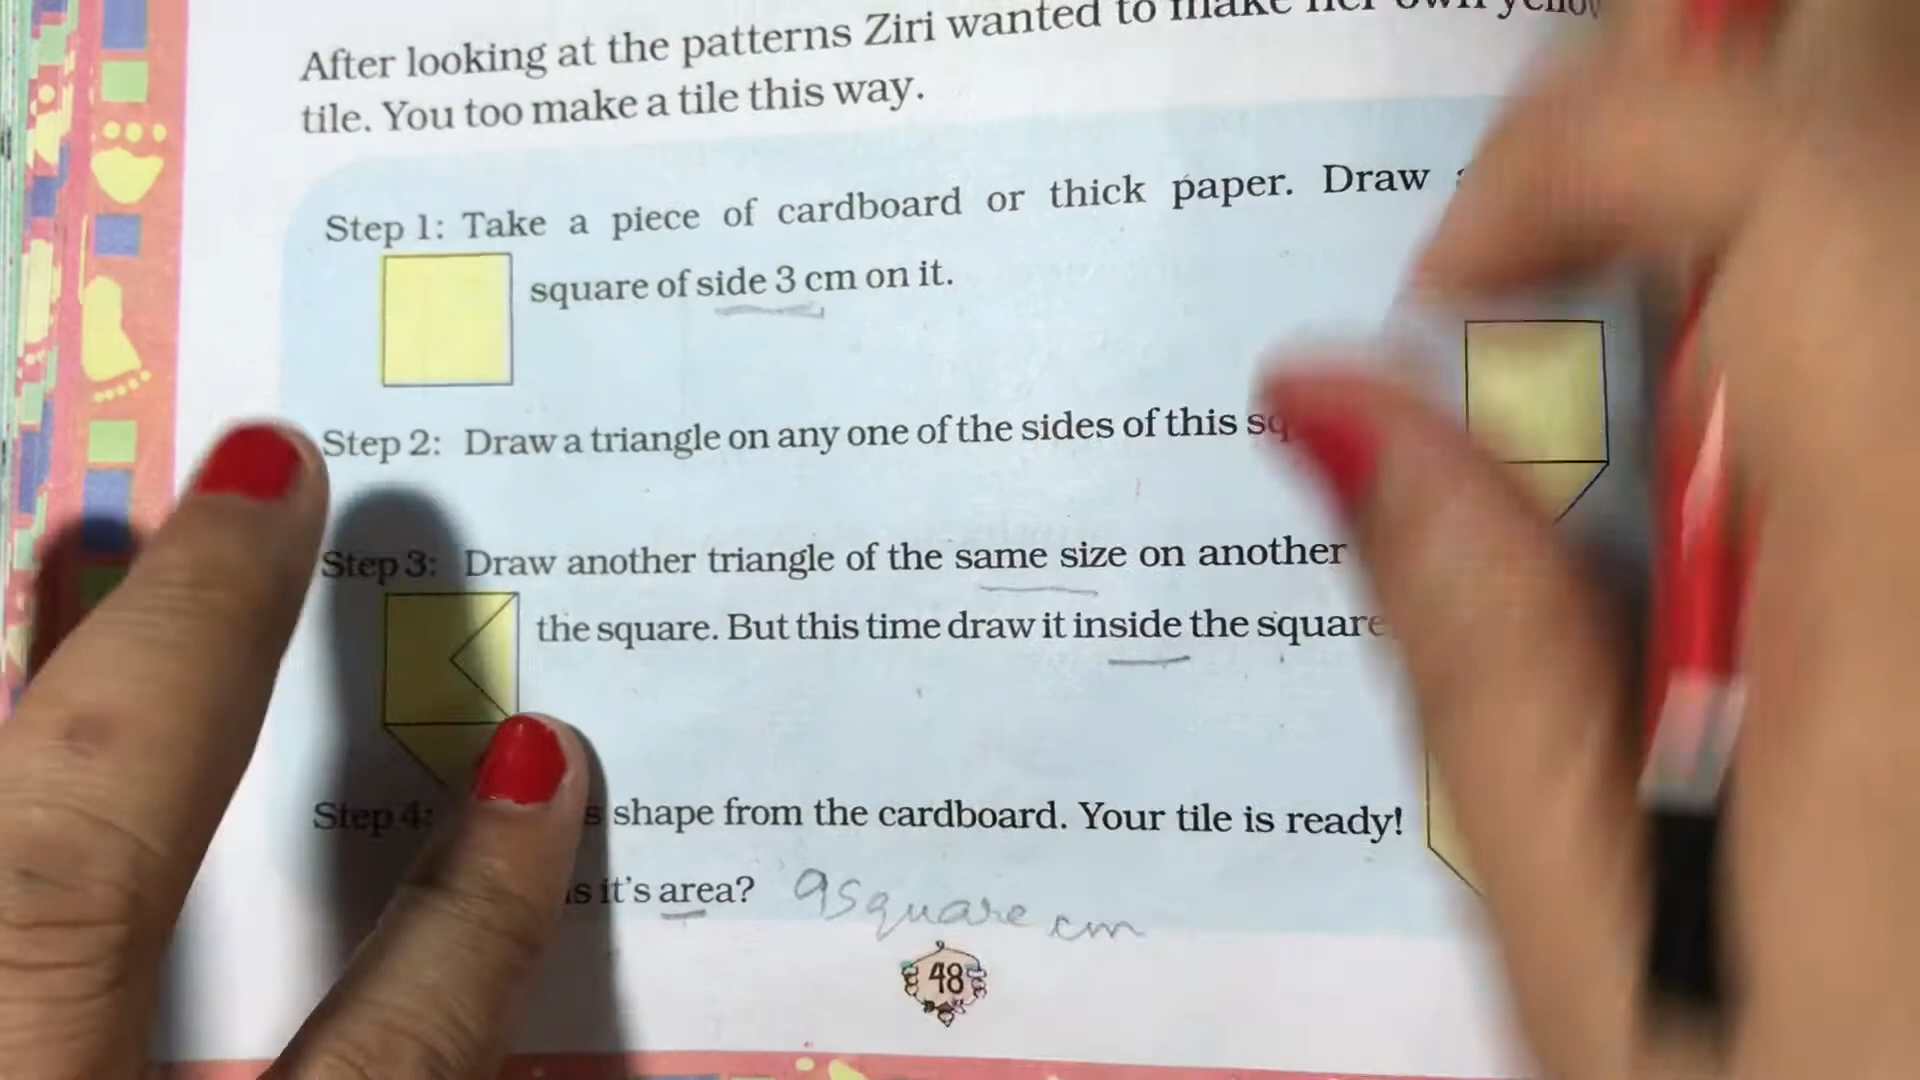 After looking at the patterns Ziri wanted to make her own
tile. You too make a tile this way.
Step 1: Take a piece of cardboard or thick paper. Draw
square of side 3 cm on it.
Step 2: Draw a triangle on any one of the sides of this
Step 3: Draw another triangle of the same size on another
the square. But this time draw it inside the square
Step 4: shape from the cardboard. Your tile is ready!
it's area? 9 square cm
48